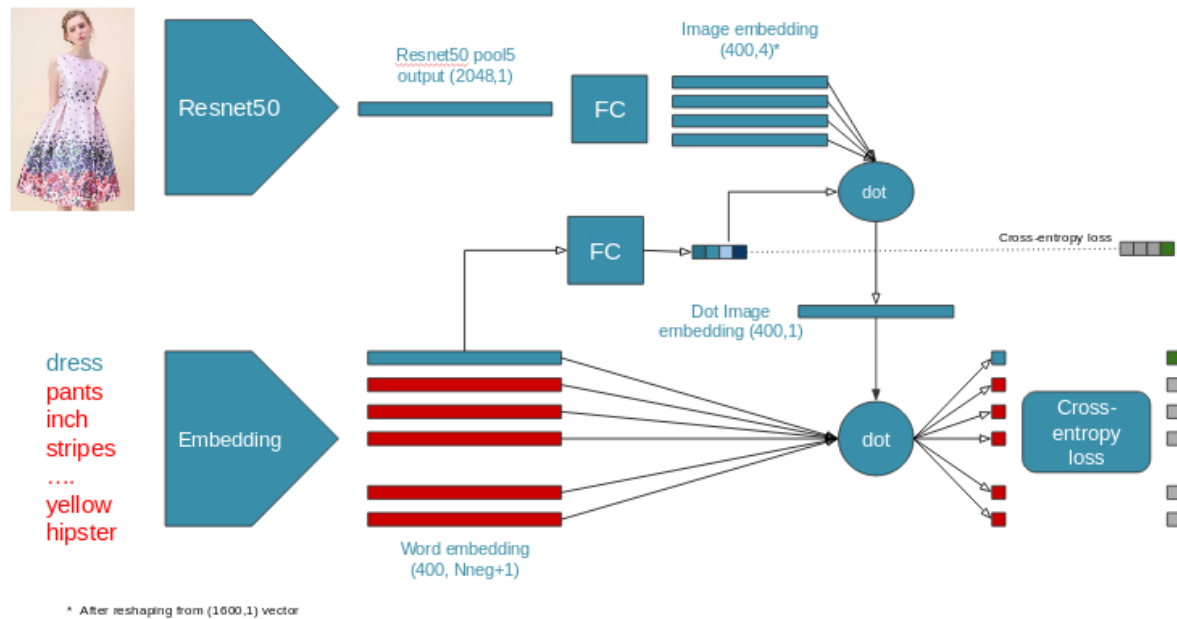 Resnet50
Resnet50 pool5
output (2048,1)
FC
Image embedding
(400,4)*
dot
FC
Cross-entropy loss
Dot Image
embedding (400,1)
dress
pants
inch
stripes
....
yellow
hipster
Embedding
dot
Cross-
entropy
loss
Word embedding
(400, Nneg+1)
* After reshaping from (1600,1) vector